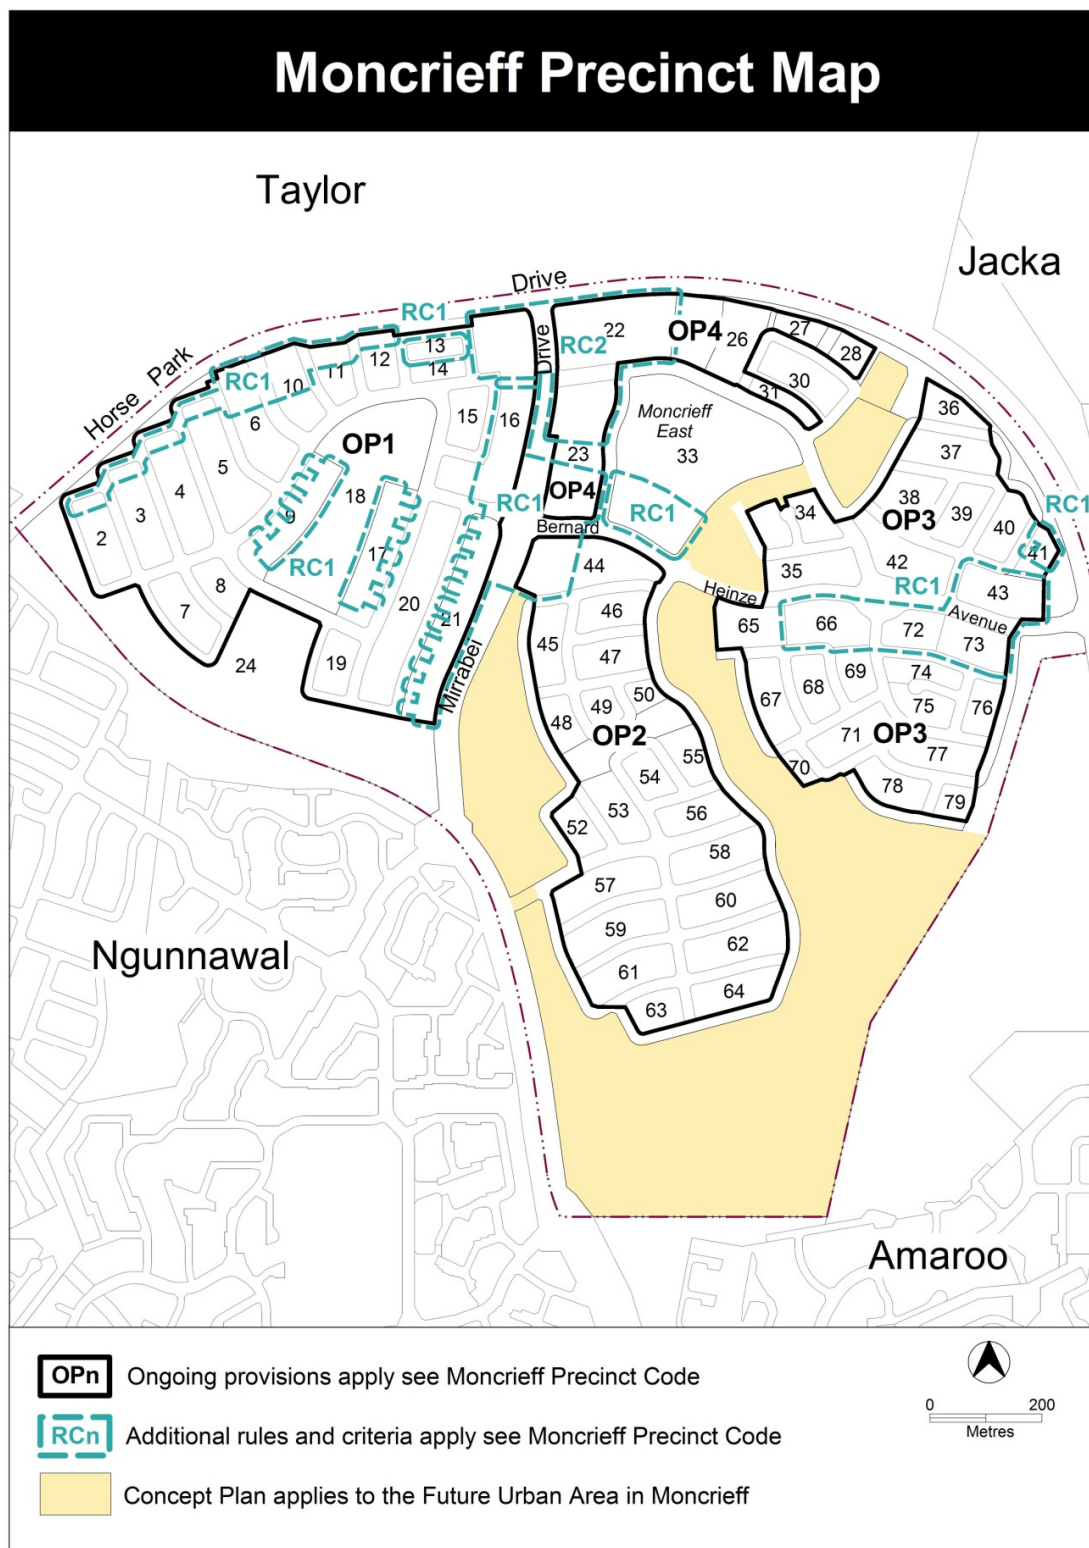 Moncrieff Precinct Map
Taylor
Jacka
Horse Park Drive
RC1
Drive
22
OP4
26
27
28
RC2
13
14
12
11
10
RC1
30
31
36
6
15
16
Moncrieff
East
33
37
OP1
5
4
3
2
9
18
17
23
OP4
RC1
RC1
Bernard
34
38
OP3
39
40
RC1
41
35
42
RC1
43
Avenue
Heinze
RC1
8
7
20
21
Mirrabel
44
46
45
47
65
66
72
73
24
19
48
49
50
OP2
67
68
69
74
75
76
71
OP3
77
70
78
79
55
54
53
52
56
58
57
60
59
62
61
64
63
Ngunnawal
Amaroo
OPn Ongoing provisions apply see Moncrieff Precinct Code
RCn Additional rules and criteria apply see Moncrieff Precinct Code
Concept Plan applies to the Future Urban Area in Moncrieff
0 200
Metres